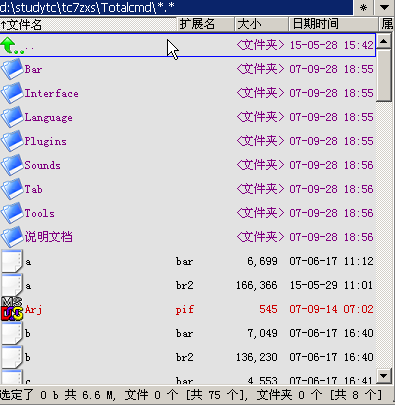 d:\studytc\tc7zxs\Totalcmd\*.* * ▼
↑文件名 扩展名 大小 日期时间 属
.. <文件夹> 15-05-28 15:42
Bar <文件夹> 07-09-28 18:55
Interface <文件夹> 07-09-28 18:55
Language <文件夹> 07-09-28 18:55
Plugins <文件夹> 07-09-28 18:55
Sounds <文件夹> 07-09-28 18:56
Tab <文件夹> 07-09-28 18:56
Tools <文件夹> 07-09-28 18:56
说明文档 <文件夹> 07-09-28 18:56
a bar 6,699 07-06-17 11:12
a br2 166,366 15-05-29 11:01
Arj pif 545 07-09-14 07:02
b bar 7,049 07-06-17 16:40
b br2 136,230 07-06-17 16:40
c bar 4,553 07-06-17 16:41
选定了 0 b 共 6.6 M, 文件 0 个 [共 75 个], 文件夹 0 个 [共 8 个]